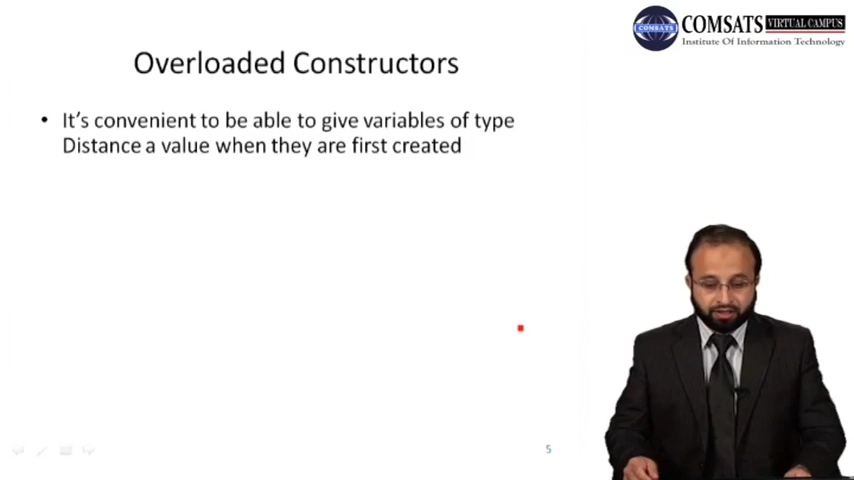 COMSATS VIRTUAL CAMPUS
COMSATS
Institute Of Information Technology
Overloaded Constructors
• It's convenient to be able to give variables of type
Distance a value when they are first created
5